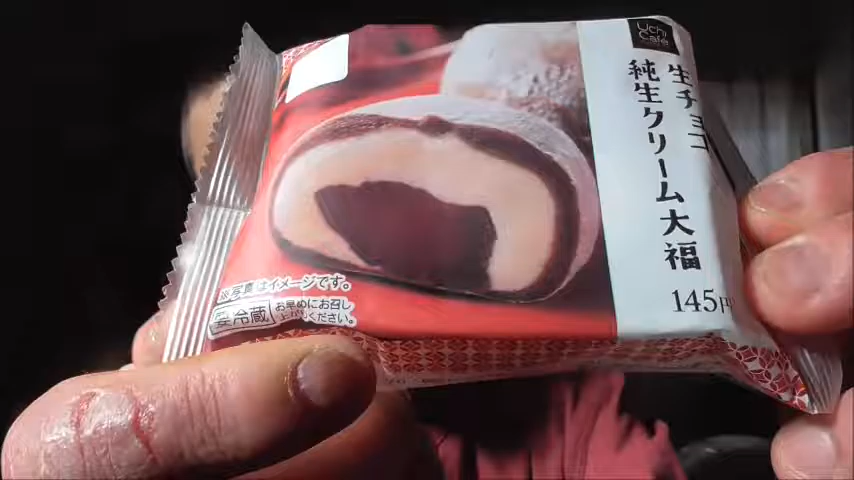 Uchi
Café
生チョコ
純生クリーム大福
145円
※写真はイメージです。
要冷蔵
お早めにお召し
上がりください。